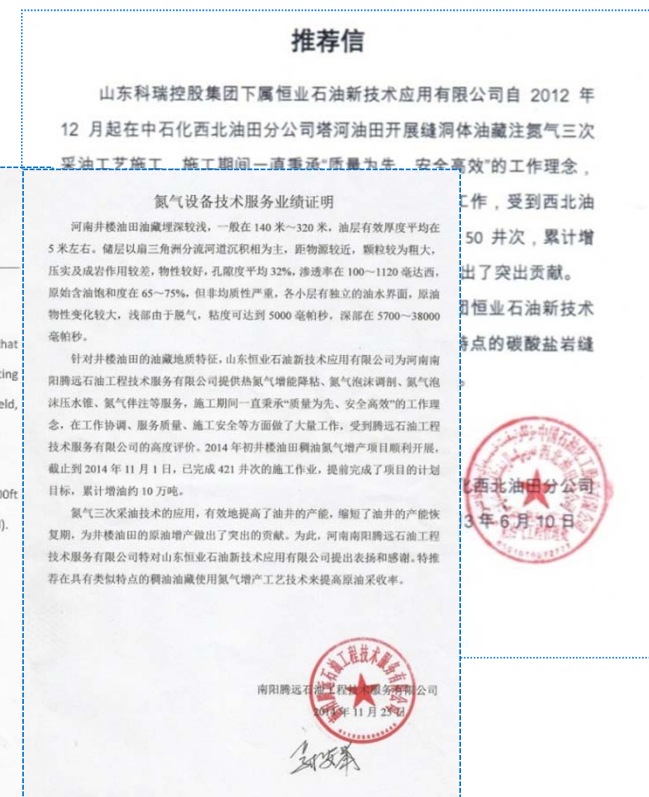 推荐信
山东科瑞控股集团下属恒业石油新技术应用有限公司自 2012 年
12 月起在中石化西北油田分公司塔河油田开展缝洞体油藏注氮气三次
采油工艺施工，施工期间一直秉承“质量为先、安全高效”的工作理念，
工作，受到西北油
50 井次，累计增
出了突出贡献。
恒业石油新技术
特点的碳酸盐岩缝
化西北油田分公司
3 年 6 月 10 日
氮气设备技术服务业绩证明
河南井楼油田油藏埋深较浅，一般在 140 米～320 米，油层有效厚度平均在
5 米左右。储层以扇三角洲分流河道沉积相为主，距物源较近，颗粒较为粗大，
压实及成岩作用较差，物性较好，孔隙度平均 32%，渗透率在 100～1120 毫达西，
原始含油饱和度在 65～75%，但非均质性严重，各小层有独立的油水界面，原油
物性变化较大，浅部由于脱气，粘度可达到 5000 毫帕秒，深部在 5700～38000
毫帕秒。
针对井楼油田的油藏地质特征，山东恒业石油新技术应用有限公司为河南南
阳腾远石油工程技术服务有限公司提供热氮气增能降粘、氮气泡沫调剖、氮气泡
沫压水锥、氮气伴注等服务，施工期间一直秉承“质量为先、安全高效”的工作理
念，在工作协调、服务质量、施工安全等方面做了大量工作，受到腾远石油工程
技术服务有限公司的高度评价。2014 年初井楼油田稠油氮气增产项目顺利开展，
截止到 2014 年 11 月 1 日，已完成 421 井次的施工作业，提前完成了项目的计划
目标，累计增油约 10 万吨。
氮气三次采油技术的应用，有效地提高了油井的产能，缩短了油井的产能恢
复期，为井楼油田的原油增产做出了突出的贡献。为此，河南南阳腾远石油工程
技术服务有限公司特对山东恒业石油新技术应用有限公司提出表扬和感谢。特推
荐在具有类似特点的稠油油藏使用氮气增产工艺技术来提高原油采收率。
南阳腾远石油工程技术服务有限公司
2014 年 11 月 23 日
hat
ting
eld,
00ft
).